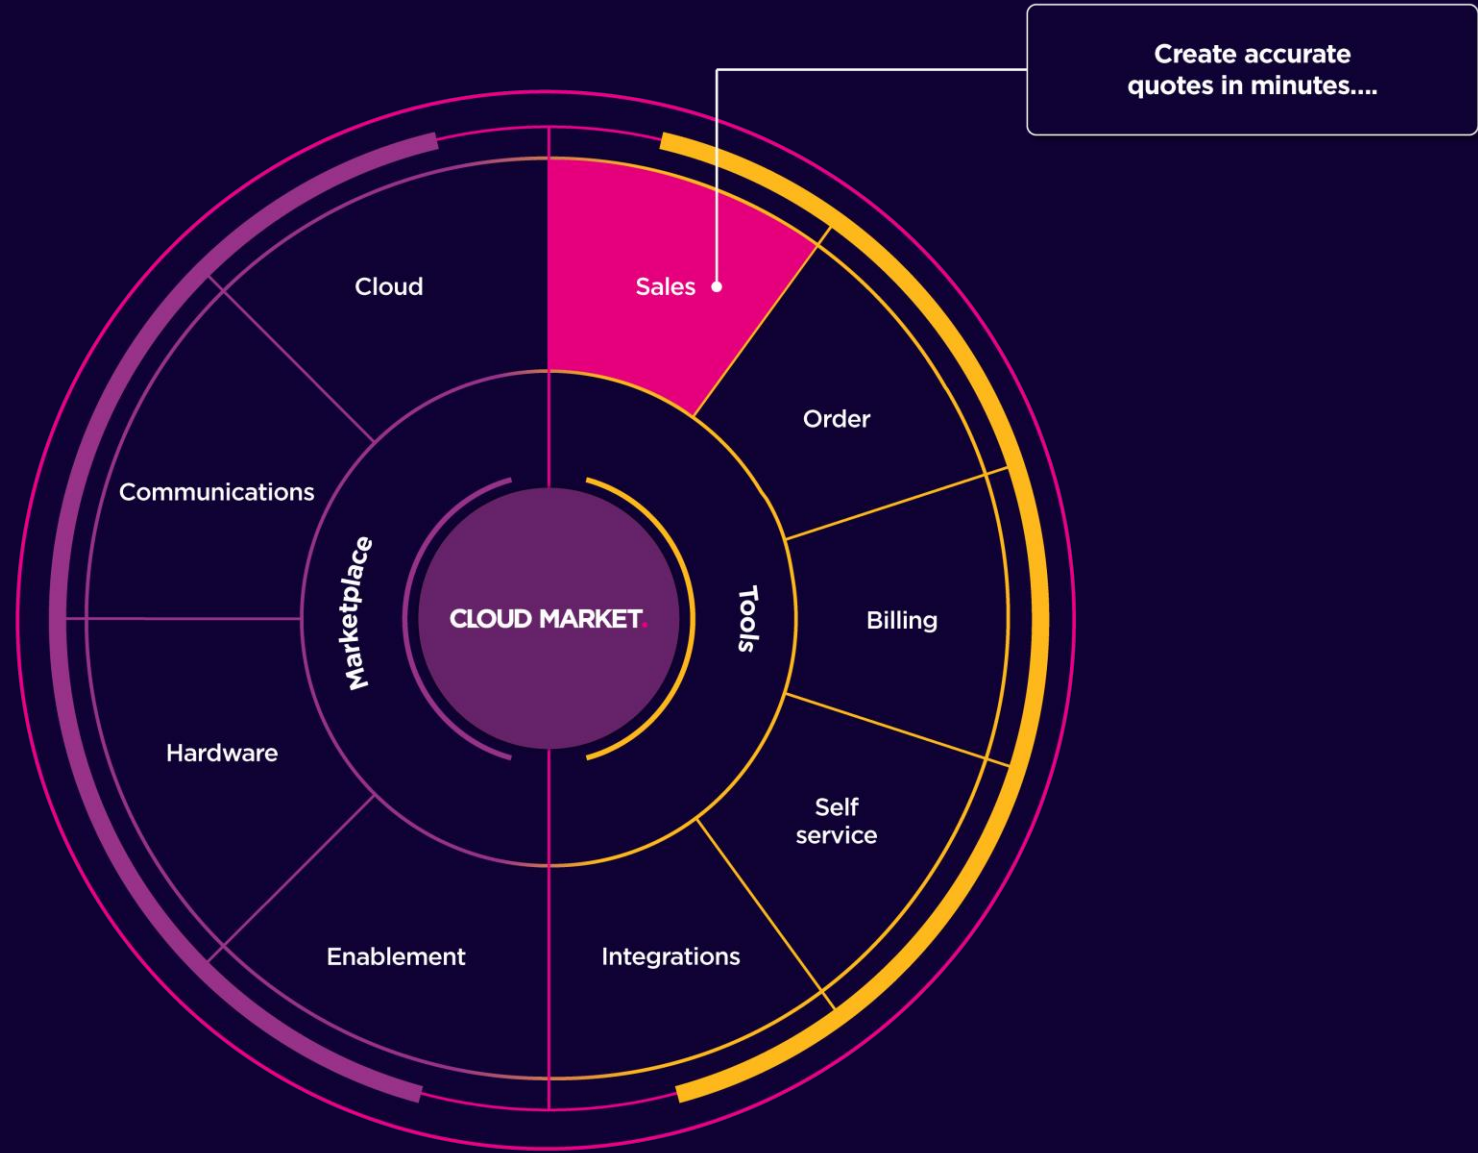 Create accurate
quotes in minutes....
Cloud
Sales
Order
Communications
Marketplace
CLOUD MARKET.
Tools
Billing
Hardware
Self
service
Enablement
Integrations